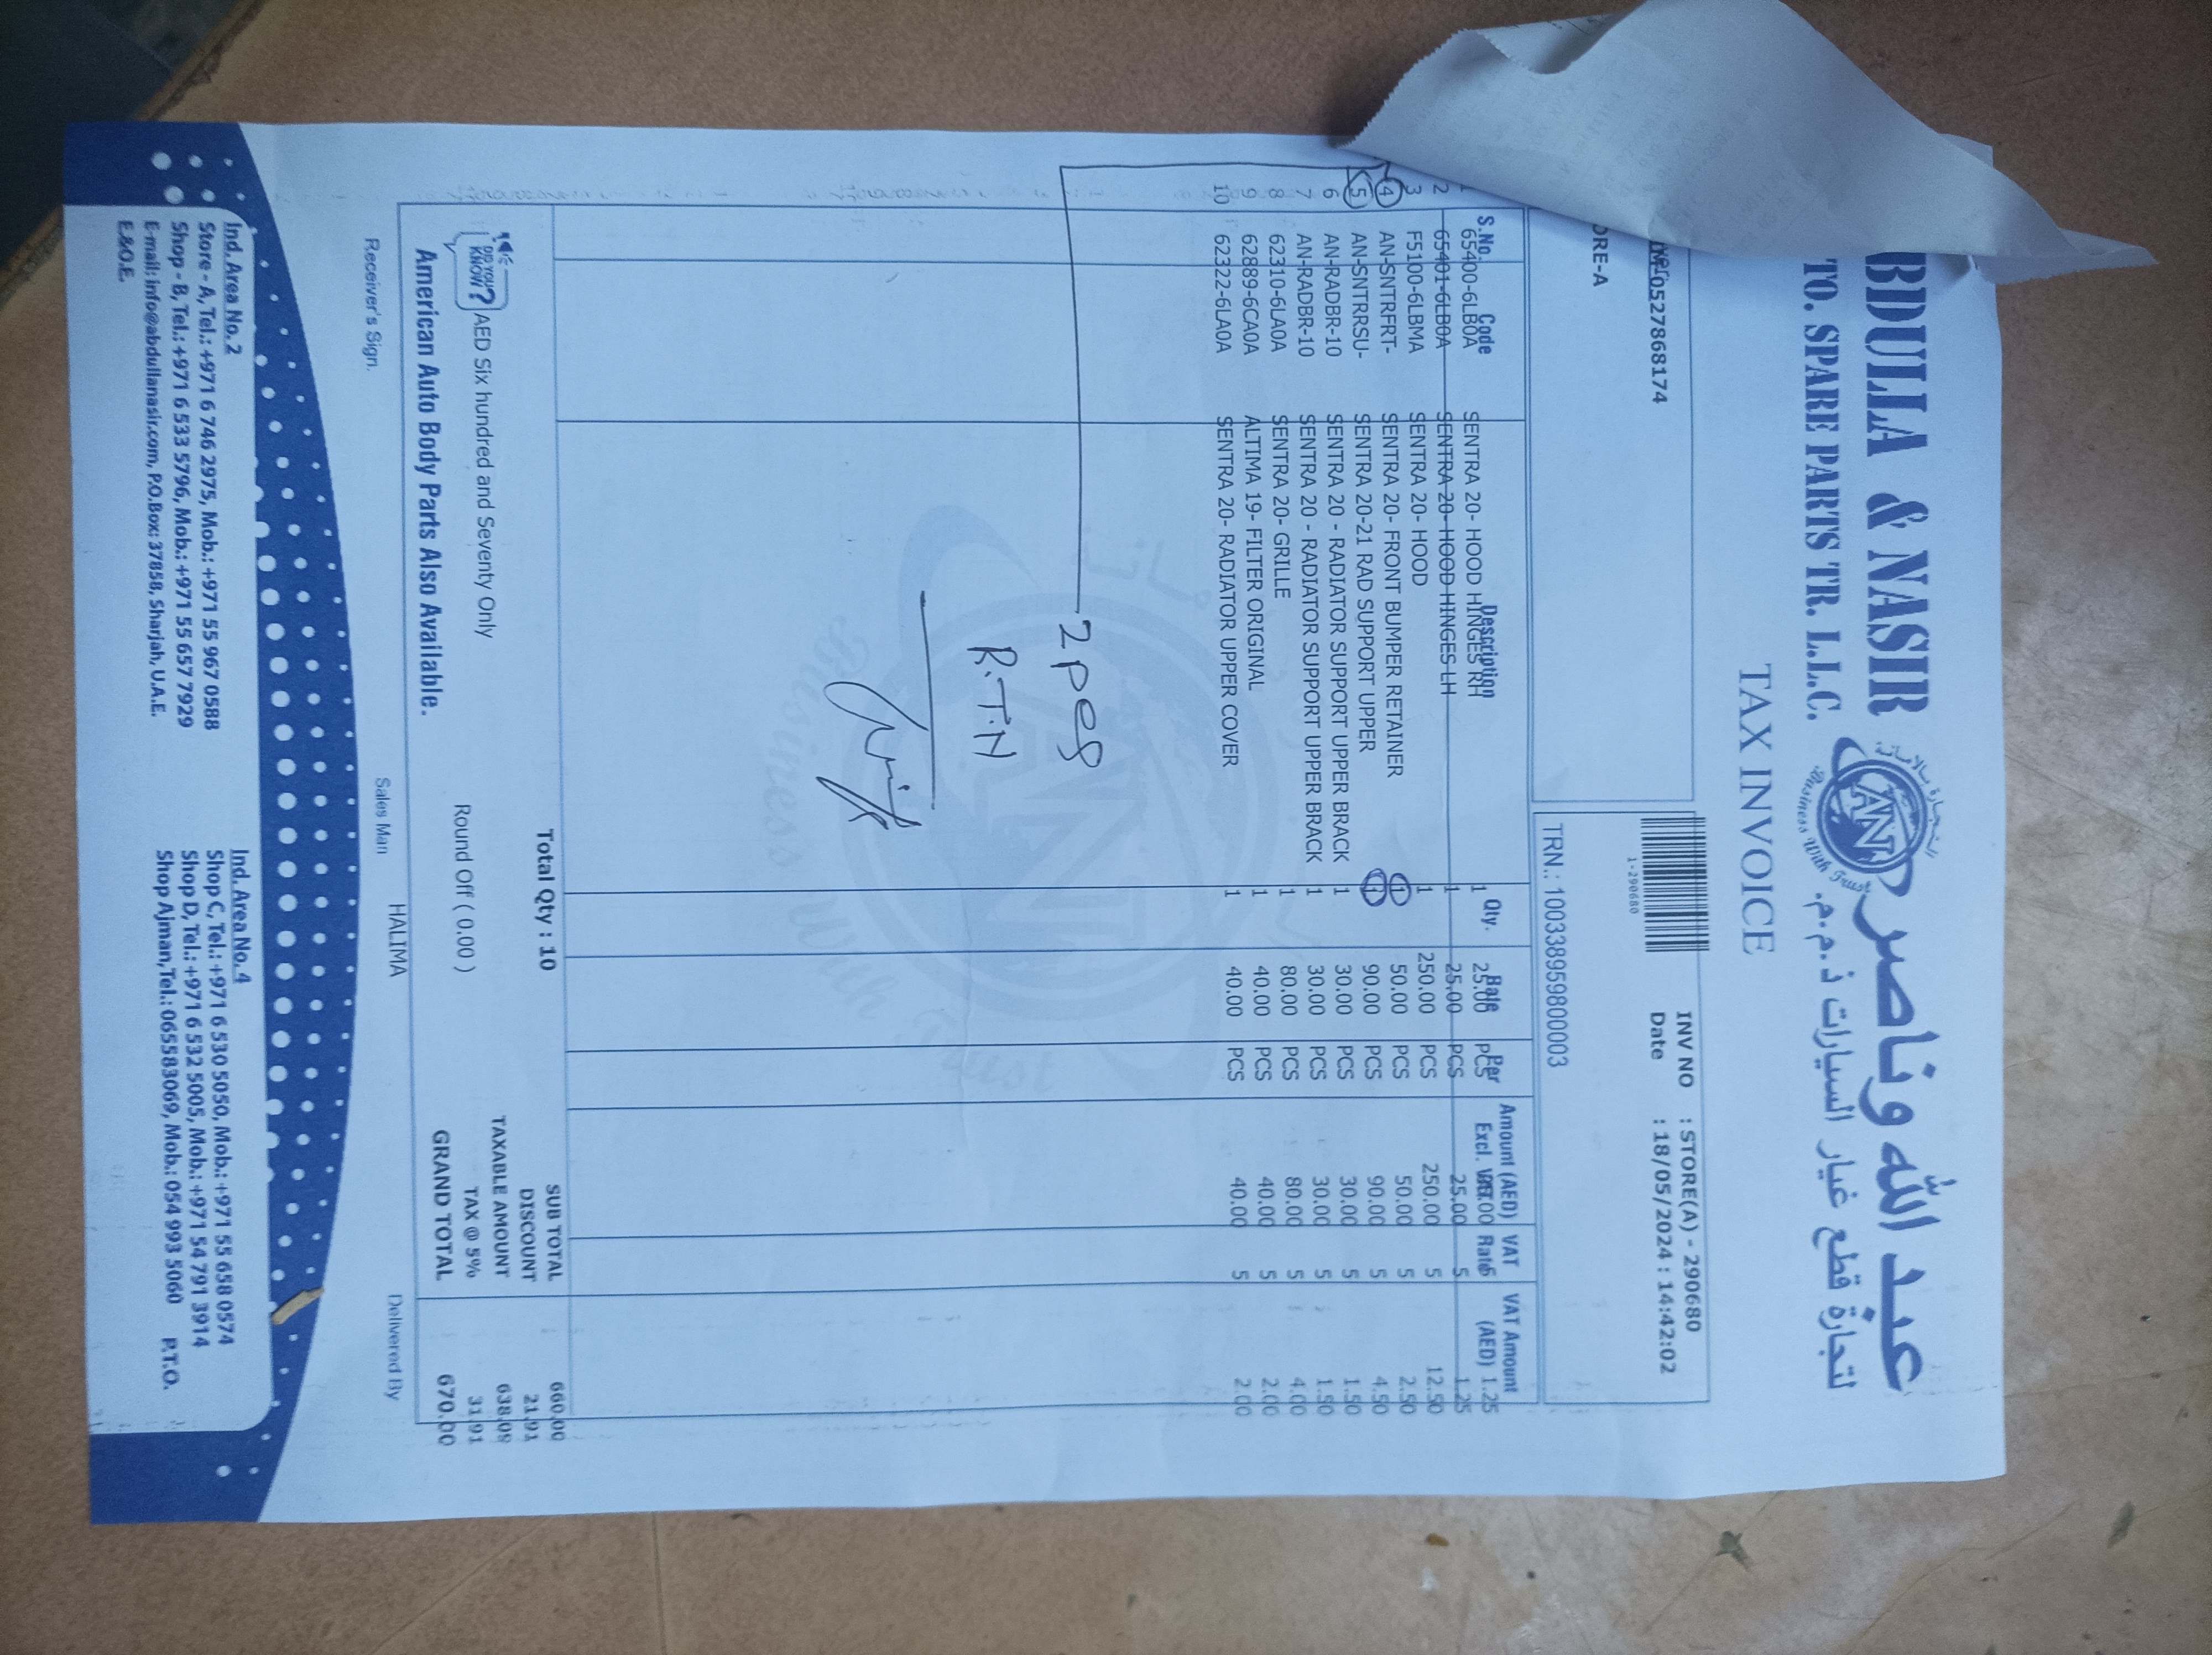 BDULLA & NASIR
عبد الله وناصر
TO. SPARE PARTS TR. L.L.C.
لتجارة قطع غيار السيارات ذ.م.م.
AN
Business With Trust
TAX INVOICE
0527868174
ORE-A
1-290680
INV NO : STORE(A) - 290680
Date : 18/05/2024 : 14:42:02
TRN.: 100338959800003
S.No. Code Description Qty. Rate Per Amount (AED) Excl. VAT VAT Rate VAT Amount (AED)
1 65400-6LB0A SENTRA 20- HOOD HINGES RH 1 25.00 PCS 25.00 5 1.25
2 65401-6LB0A SENTRA 20- HOOD HINGES LH 1 25.00 PCS 25.00 5 1.25
3 F5100-6LBMA SENTRA 20- HOOD 1 250.00 PCS 250.00 5 12.50
4 AN-SNTRFRT- SENTRA 20- FRONT BUMPER RETAINER 1 50.00 PCS 50.00 5 2.50
5 AN-SNTRRSU- SENTRA 20-21 RAD SUPPORT UPPER 1 90.00 PCS 90.00 5 4.50
6 AN-RADBR-10 SENTRA 20 - RADIATOR SUPPORT UPPER BRACK 1 30.00 PCS 30.00 5 1.50
7 AN-RADBR-10 SENTRA 20 - RADIATOR SUPPORT UPPER BRACK 1 30.00 PCS 30.00 5 1.50
8 62310-6LA0A SENTRA 20- GRILLE 1 80.00 PCS 80.00 5 4.00
9 62889-6CA0A ALTIMA 19- FILTER ORIGINAL 1 40.00 PCS 40.00 5 2.00
10 62322-6LA0A SENTRA 20- RADIATOR UPPER COVER 1 40.00 PCS 40.00 5 2.00
2 pes
R.T.N
Total Qty : 10
SUB TOTAL 660.00
DISCOUNT 21.91
DID YOU KNOW?
AED Six hundred and Seventy Only
TAXABLE AMOUNT 638.09
Round Off ( 0.00 )
TAX @ 5% 31.91
American Auto Body Parts Also Available.
GRAND TOTAL 670.00
Receiver's Sign.
Sales Man HALIMA
Delivered By
Ind. Area No.2
Store - A, Tel.: +971 6 746 2975, Mob.: +971 55 967 0588
Shop - B, Tel.: +971 6 533 5796, Mob.: +971 55 657 7929
E-mail: info@abdullanasir.com, P.O.Box: 37858, Sharjah, U.A.E.
E.&O.E.
Ind. Area No. 4
Shop C, Tel.: +971 6 530 5050, Mob.: +971 55 658 0574
Shop D, Tel.: +971 6 532 5005, Mob.: +971 54 791 3914
Shop Ajman, Tel.: 065583069, Mob.: 054 993 5060
P.T.O.